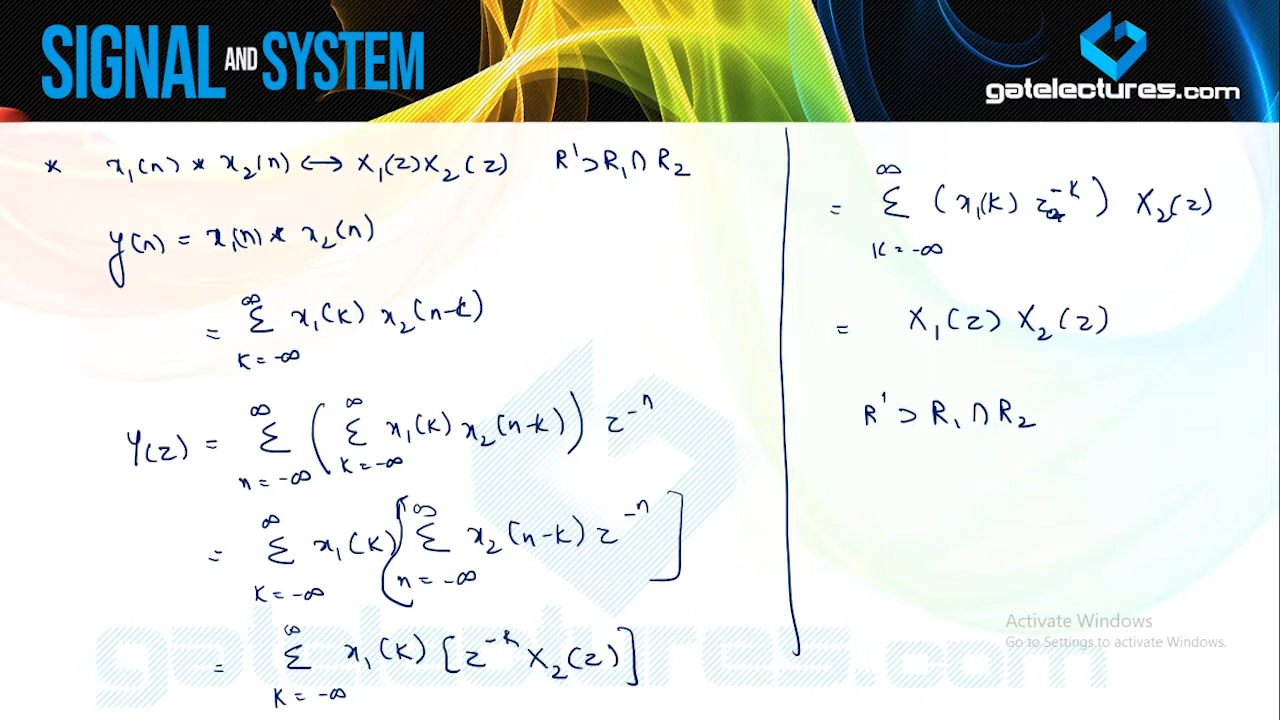 SIGNAL AND SYSTEM
gatelectures.com
* x₁(n) * x₂(n) ↔ X₁(z)X₂(z) R' ⊃ R₁ ∩ R₂
y(n) = x₁(n) * x₂(n)
= Σ_{k=-∞}^{∞} x₁(k) x₂(n-k)
Y(z) = Σ_{n=-∞}^{∞} ( Σ_{k=-∞}^{∞} x₁(k) x₂(n-k) ) z^{-n}
= Σ_{k=-∞}^{∞} x₁(k) [ Σ_{n=-∞}^{∞} x₂(n-k) z^{-n} ]
= Σ_{k=-∞}^{∞} x₁(k) [ z^{-k} X₂(z) ]
= Σ_{k=-∞}^{∞} ( x₁(k) z^{-k} ) X₂(z)
= X₁(z) X₂(z)
R' ⊃ R₁ ∩ R₂
gatelectures.com
Activate Windows
Go to Settings to activate Windows.